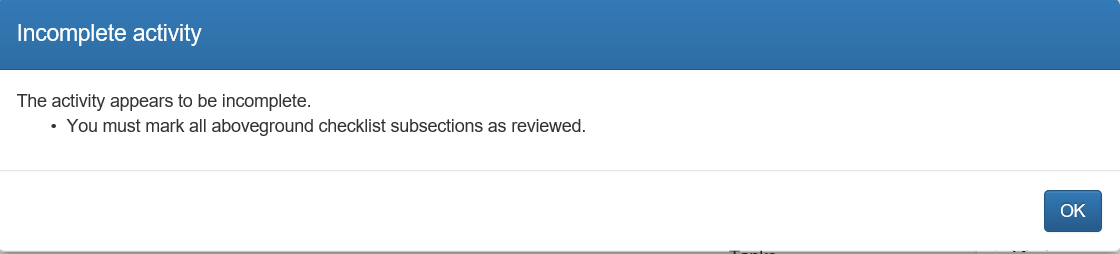 Incomplete activity
The activity appears to be incomplete.
• You must mark all aboveground checklist subsections as reviewed.
OK